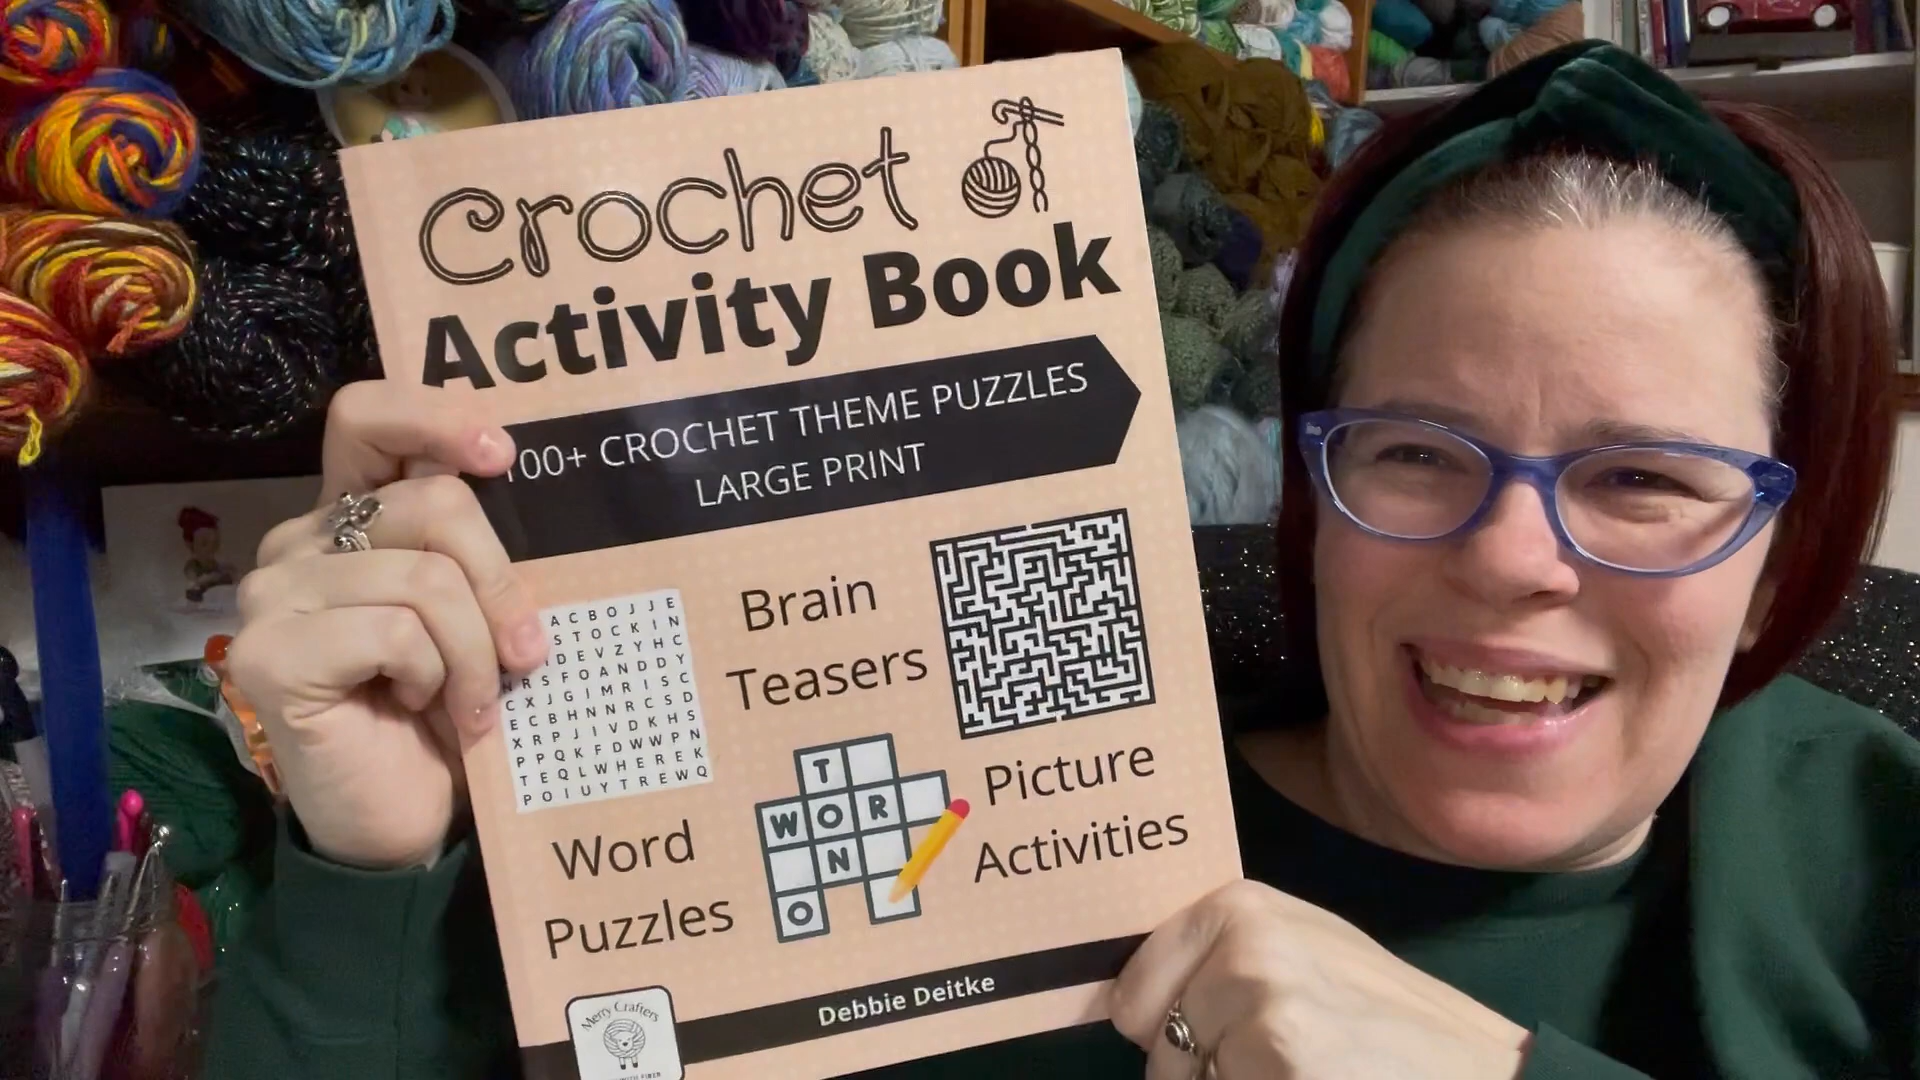 Crochet
Activity Book
100+ CROCHET THEME PUZZLES
LARGE PRINT
A C B O J J E
S T O C K I N
D E V Z Y H C
N R S F O A N D D Y
C X J G I M R I S C
E C B H N N R C S D
X R P J I V D K H S
P P Q K F D W W P N
T E Q L W H E R E K
P O I U Y T R E W Q
Brain
Teasers
T
W O R
N
O
Word
Puzzles
Picture
Activities
Debbie Deitke
Merry Crafters